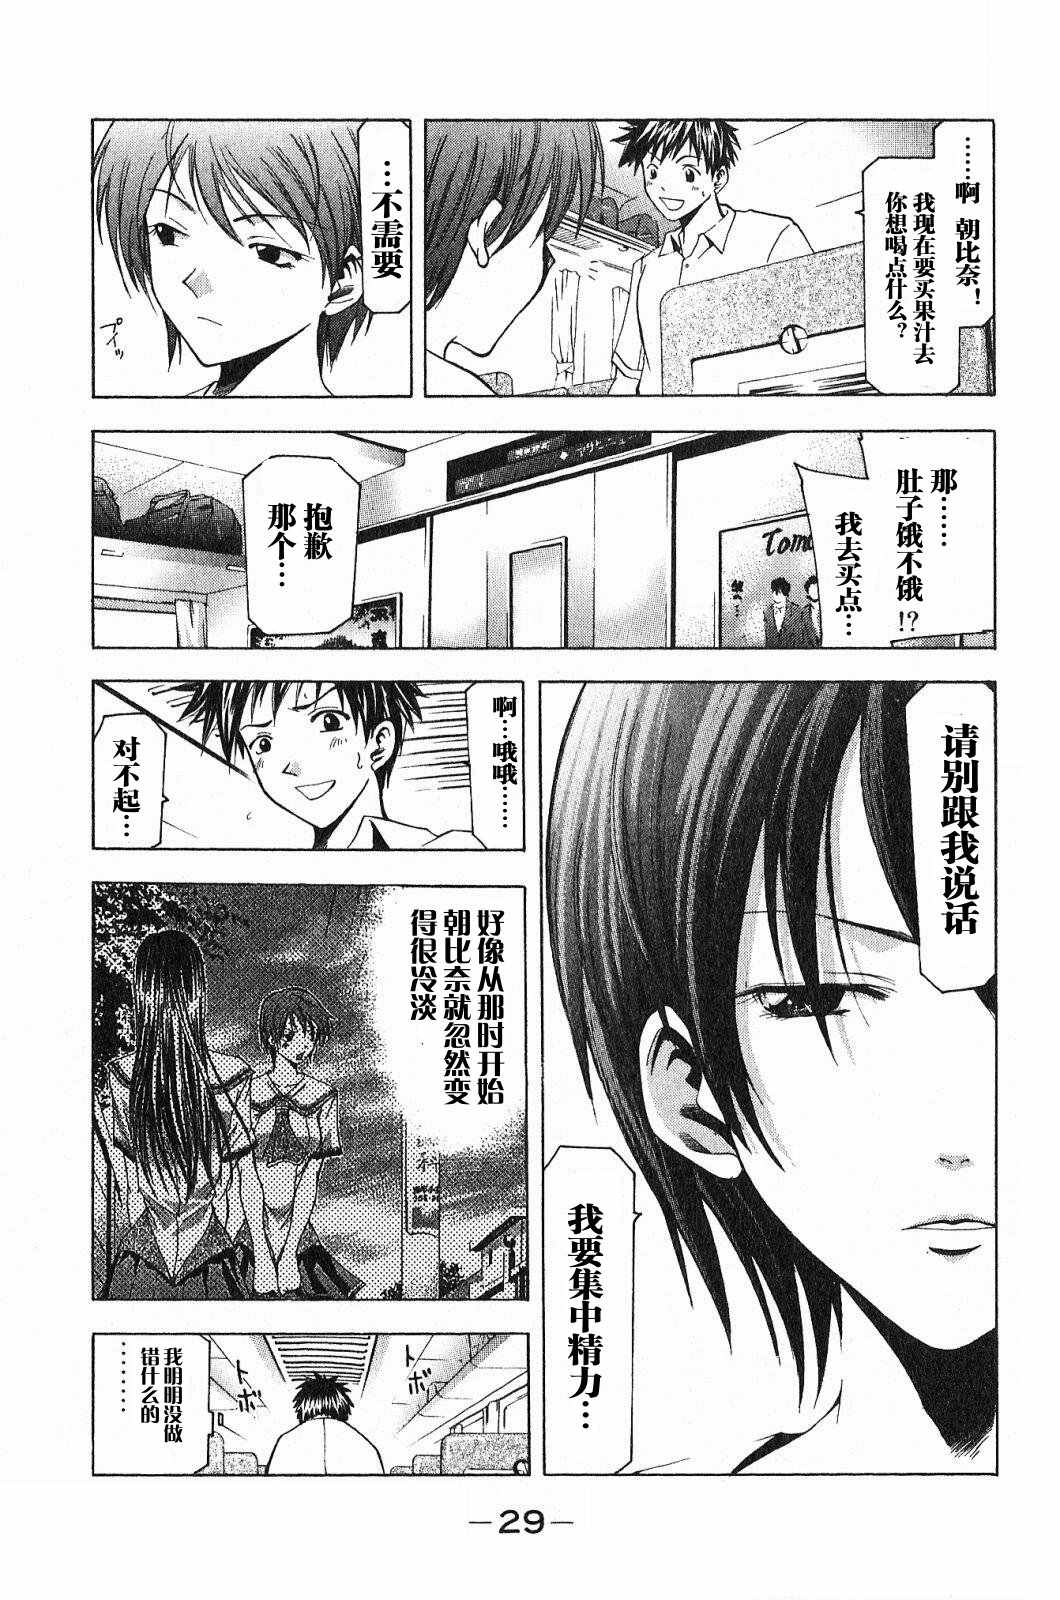 ……啊 朝比奈!
我现在要买果汁去
你想喝点什么?
…不需要
プイッ
那……
肚子饿不饿!?
我去买点…
Tomo
抱歉
那个…
请别跟我说话
我要集中精力…
啊…哦哦……
对不起…
好像从那时开始
朝比奈就忽然变
得很冷淡
科
トボ
トボ
我明明没做
错什么的
………
—29—